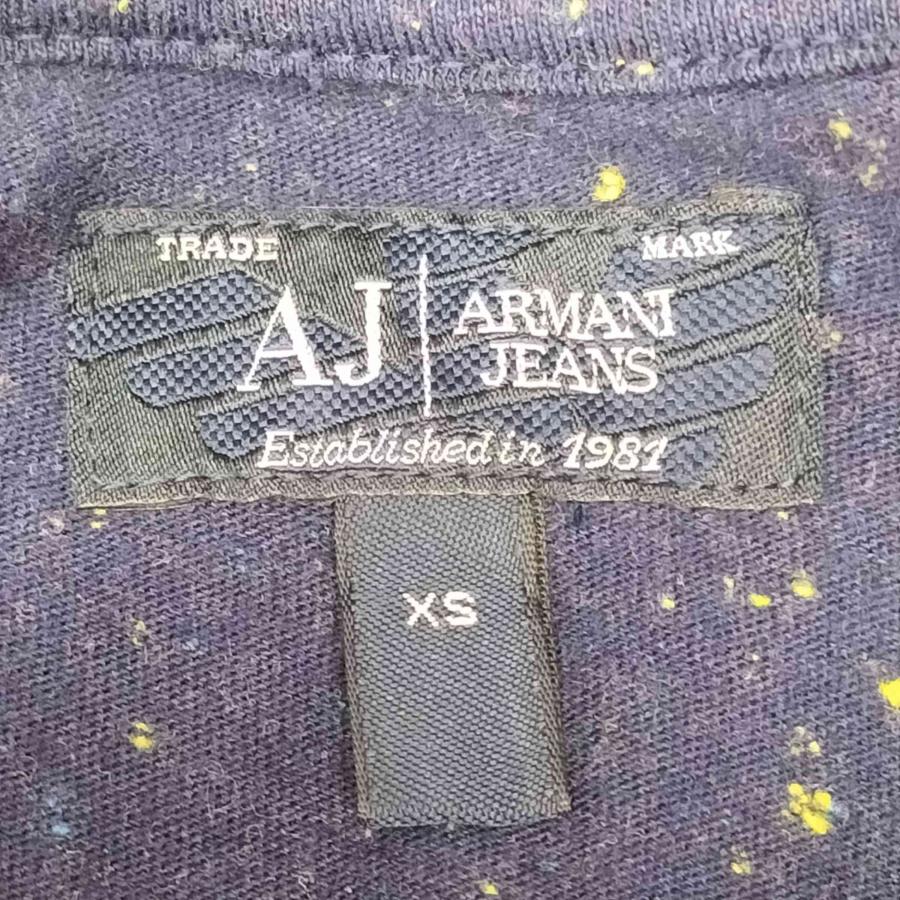 TRADE MARK
AJ ARMANI
JEANS
Established in 1981
XS